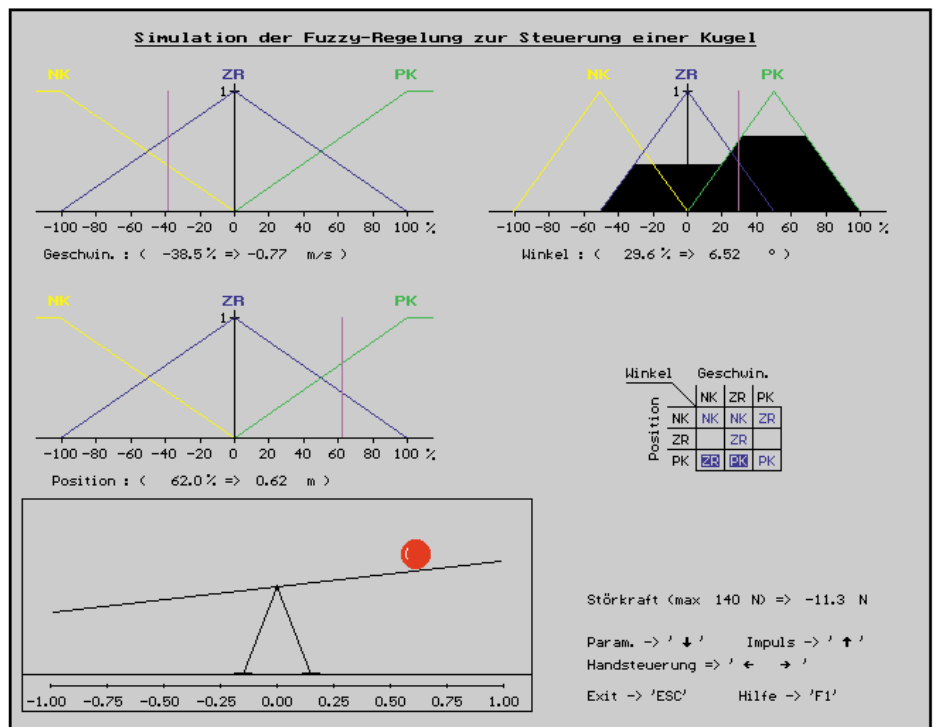 Simulation der Fuzzy-Regelung zur Steuerung einer Kugel
NK ZR PK
1
-100 -80 -60 -40 -20 0 20 40 60 80 100 %
Geschwin. : ( -38.5 % => -0.77 m/s )
NK ZR PK
1
-100 -80 -60 -40 -20 0 20 40 60 80 100 %
Winkel : ( 29.6 % => 6.52 ° )
NK ZR PK
1
-100 -80 -60 -40 -20 0 20 40 60 80 100 %
Position : ( 62.0 % => 0.62 m )
Winkel Geschwin.
NK ZR PK
Position
NK NK NK ZR
ZR ZR
PK ZR PK PK
-1.00 -0.75 -0.50 -0.25 0.00 0.25 0.50 0.75 1.00
Störkraft (max 140 N) => -11.3 N
Param. -> ' ↓ ' Impuls -> ' ↑ '
Handsteuerung => ' ← → '
Exit -> 'ESC' Hilfe -> 'F1'